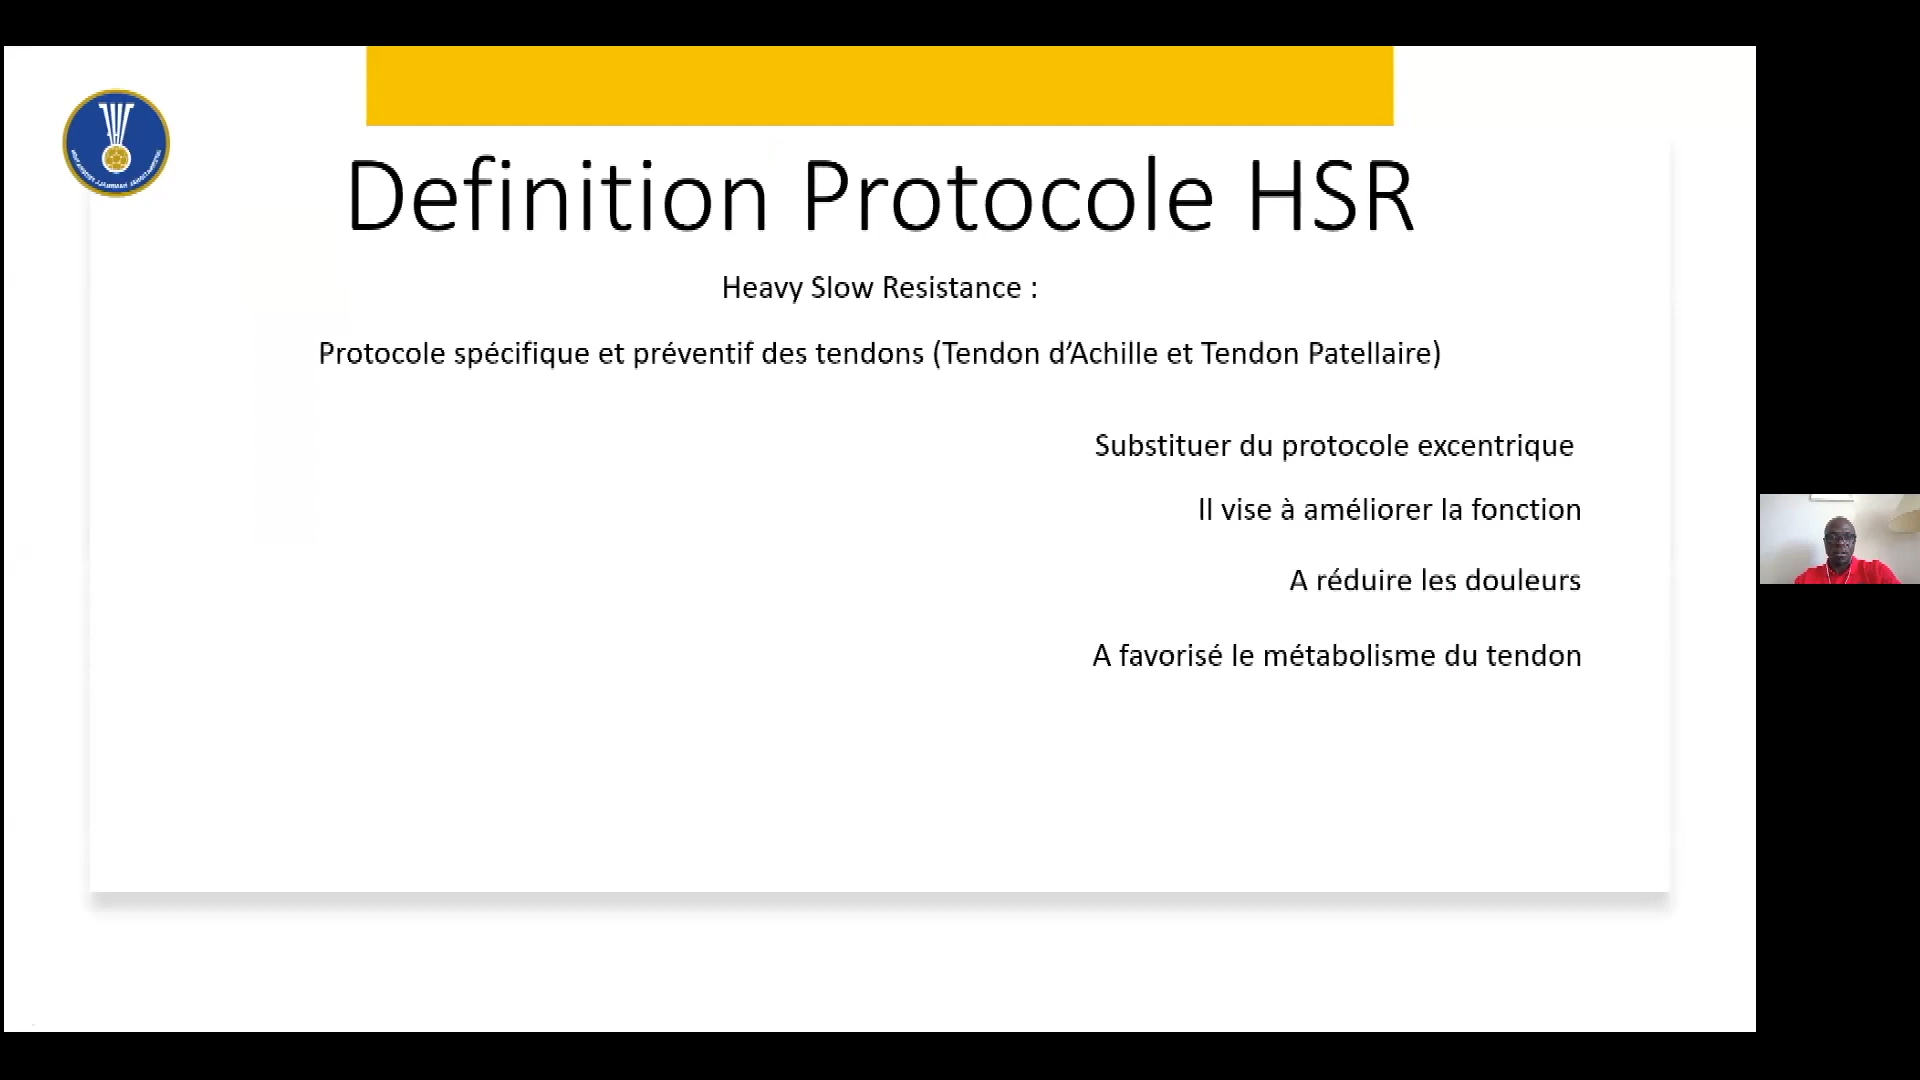 Definition Protocole HSR
Heavy Slow Resistance :
Protocole spécifique et préventif des tendons (Tendon d’Achille et Tendon Patellaire)
Substituer du protocole excentrique
Il vise à améliorer la fonction
A réduire les douleurs
A favorisé le métabolisme du tendon